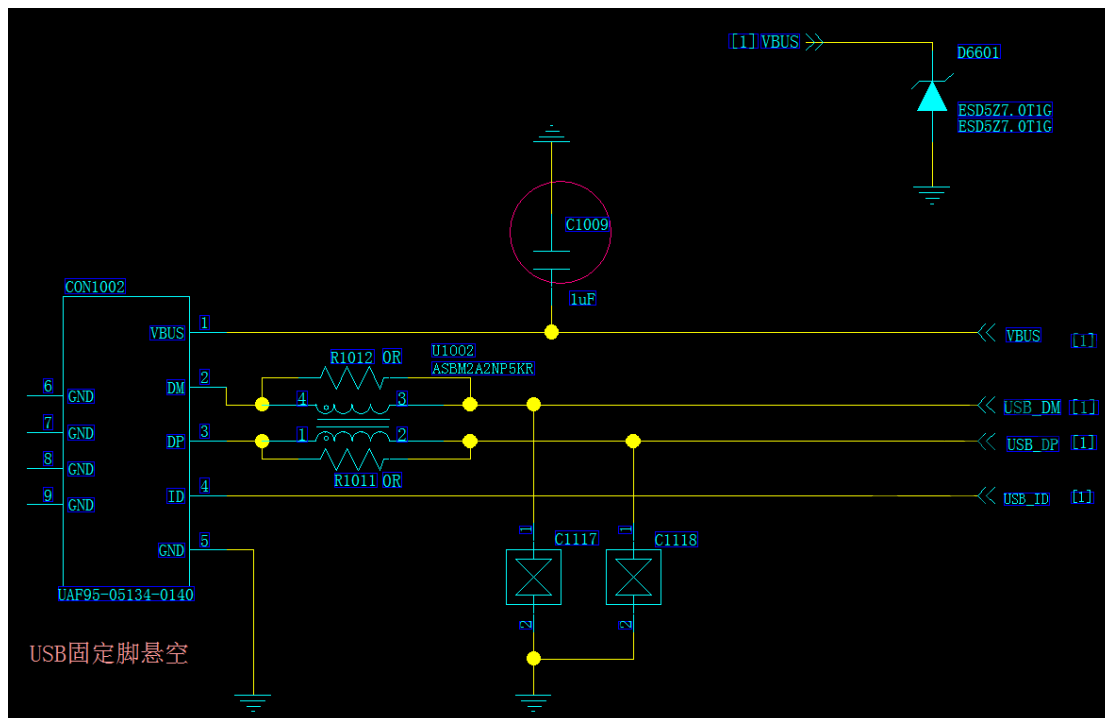 [1] VBUS
D6601
ESD5Z7.0T1G
ESD5Z7.0T1G
C1009
1uF
CON1002
VBUS 1
VBUS [1]
R1012 0R
U1002
ASBM2A2NP5KR
DM 2
4 3
USB_DM [1]
6 GND
7 GND
DP 3
1 2
USB_DP [1]
8 GND
R1011 0R
9 GND
ID 4
USB_ID [1]
GND 5
1 C1117
1 C1118
UAF95-05134-0140
2
2
USB固定脚悬空